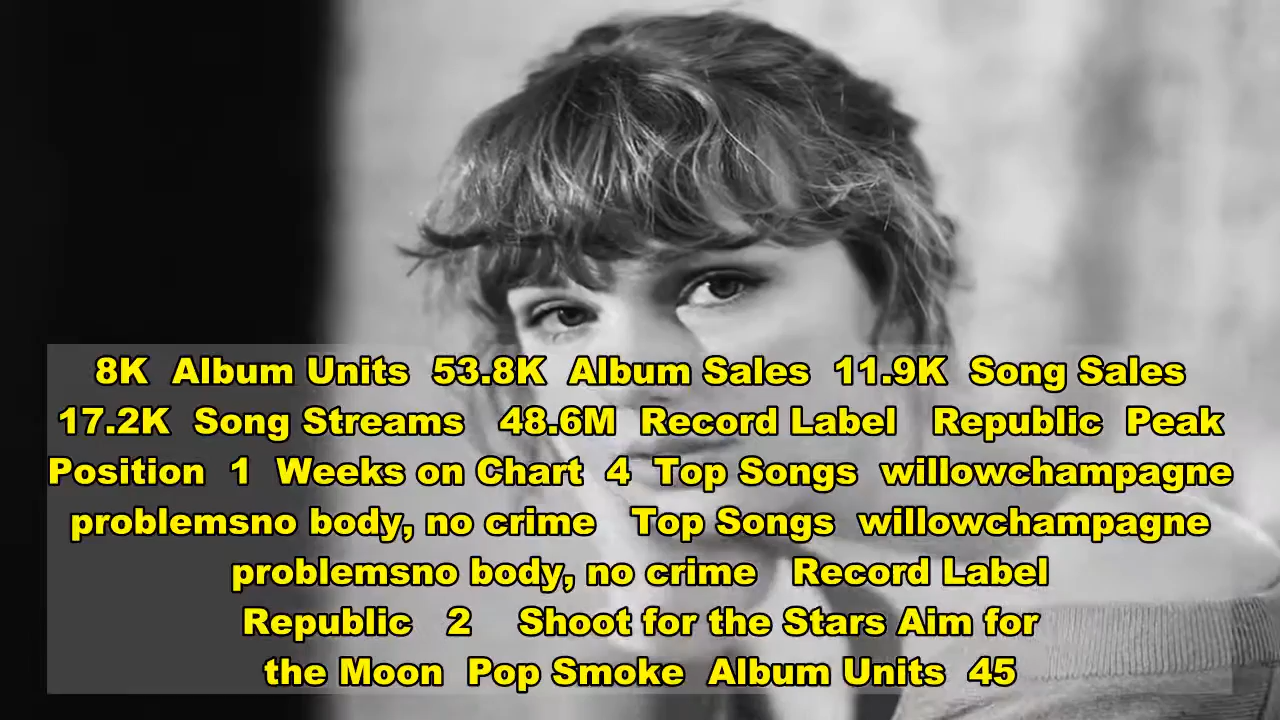 8K Album Units 53.8K Album Sales 11.9K Song Sales
17.2K Song Streams 48.6M Record Label Republic Peak
Position 1 Weeks on Chart 4 Top Songs willowchampagne
problemsno body, no crime Top Songs willowchampagne
problemsno body, no crime Record Label
Republic 2 Shoot for the Stars Aim for
the Moon Pop Smoke Album Units 45